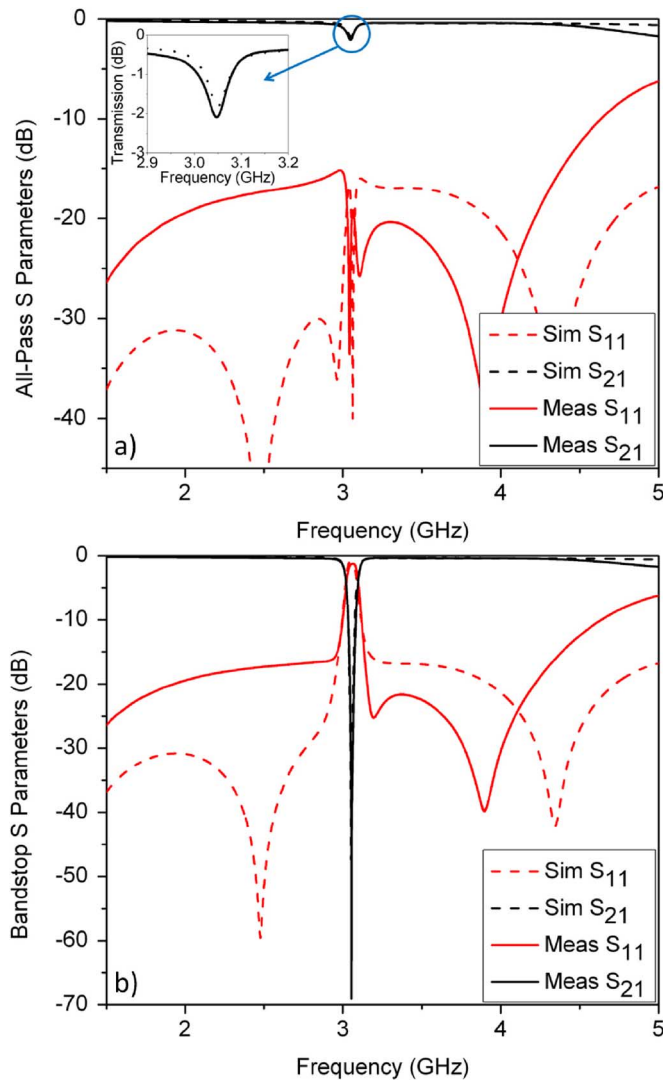 0
-10
-20
-30
-40
All-Pass S Parameters (dB)
0
-1
-2
-3
Transmission (dB)
2.9 3.0 3.1 3.2
Frequency (GHz)
Sim S11
Sim S21
Meas S11
Meas S21
a)
2 3 4 5
Frequency (GHz)
0
-10
-20
-30
-40
-50
-60
-70
Bandstop S Parameters (dB)
Sim S11
Sim S21
Meas S11
Meas S21
b)
2 3 4 5
Frequency (GHz)